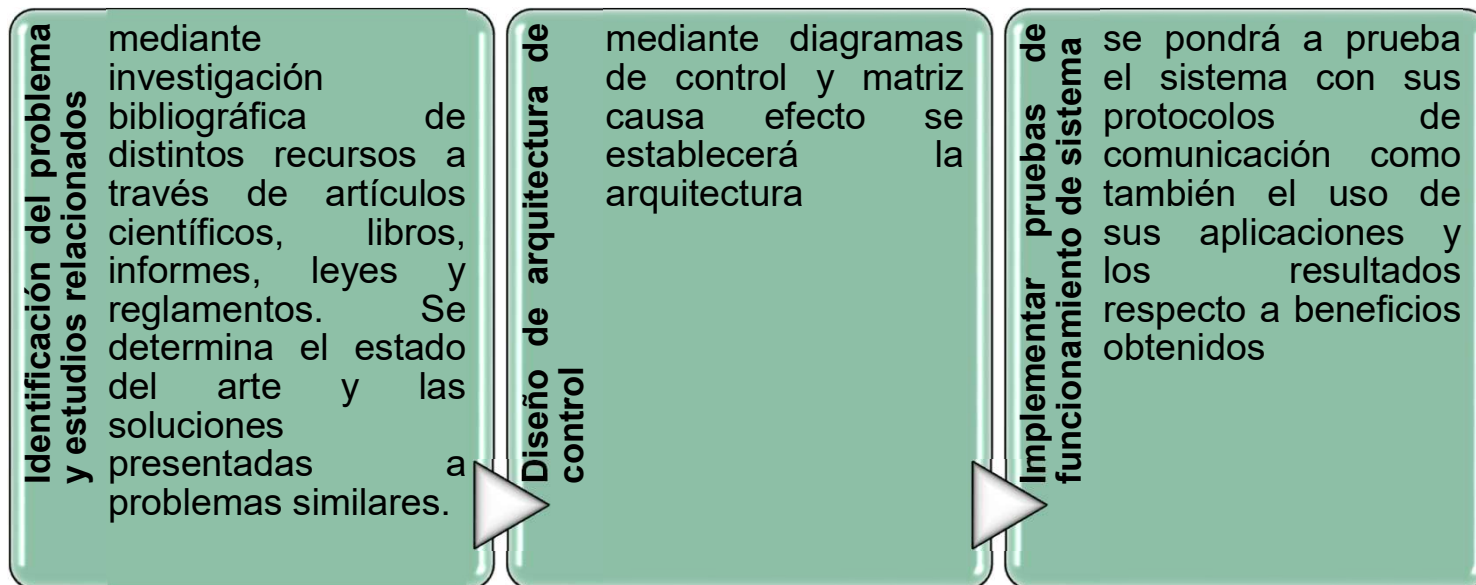 Identificación del problema
y estudios relacionados
mediante
investigación
bibliográfica de
distintos recursos a
través de artículos
científicos, libros,
informes, leyes y
reglamentos. Se
determina el estado
del arte y las
soluciones
presentadas a
problemas similares.
Diseño de arquitectura de
control
mediante diagramas
de control y matriz
causa efecto se
establecerá la
arquitectura
Implementar pruebas de
funcionamiento de sistema
se pondrá a prueba
el sistema con sus
protocolos de
comunicación como
también el uso de
sus aplicaciones y
los resultados
respecto a beneficios
obtenidos